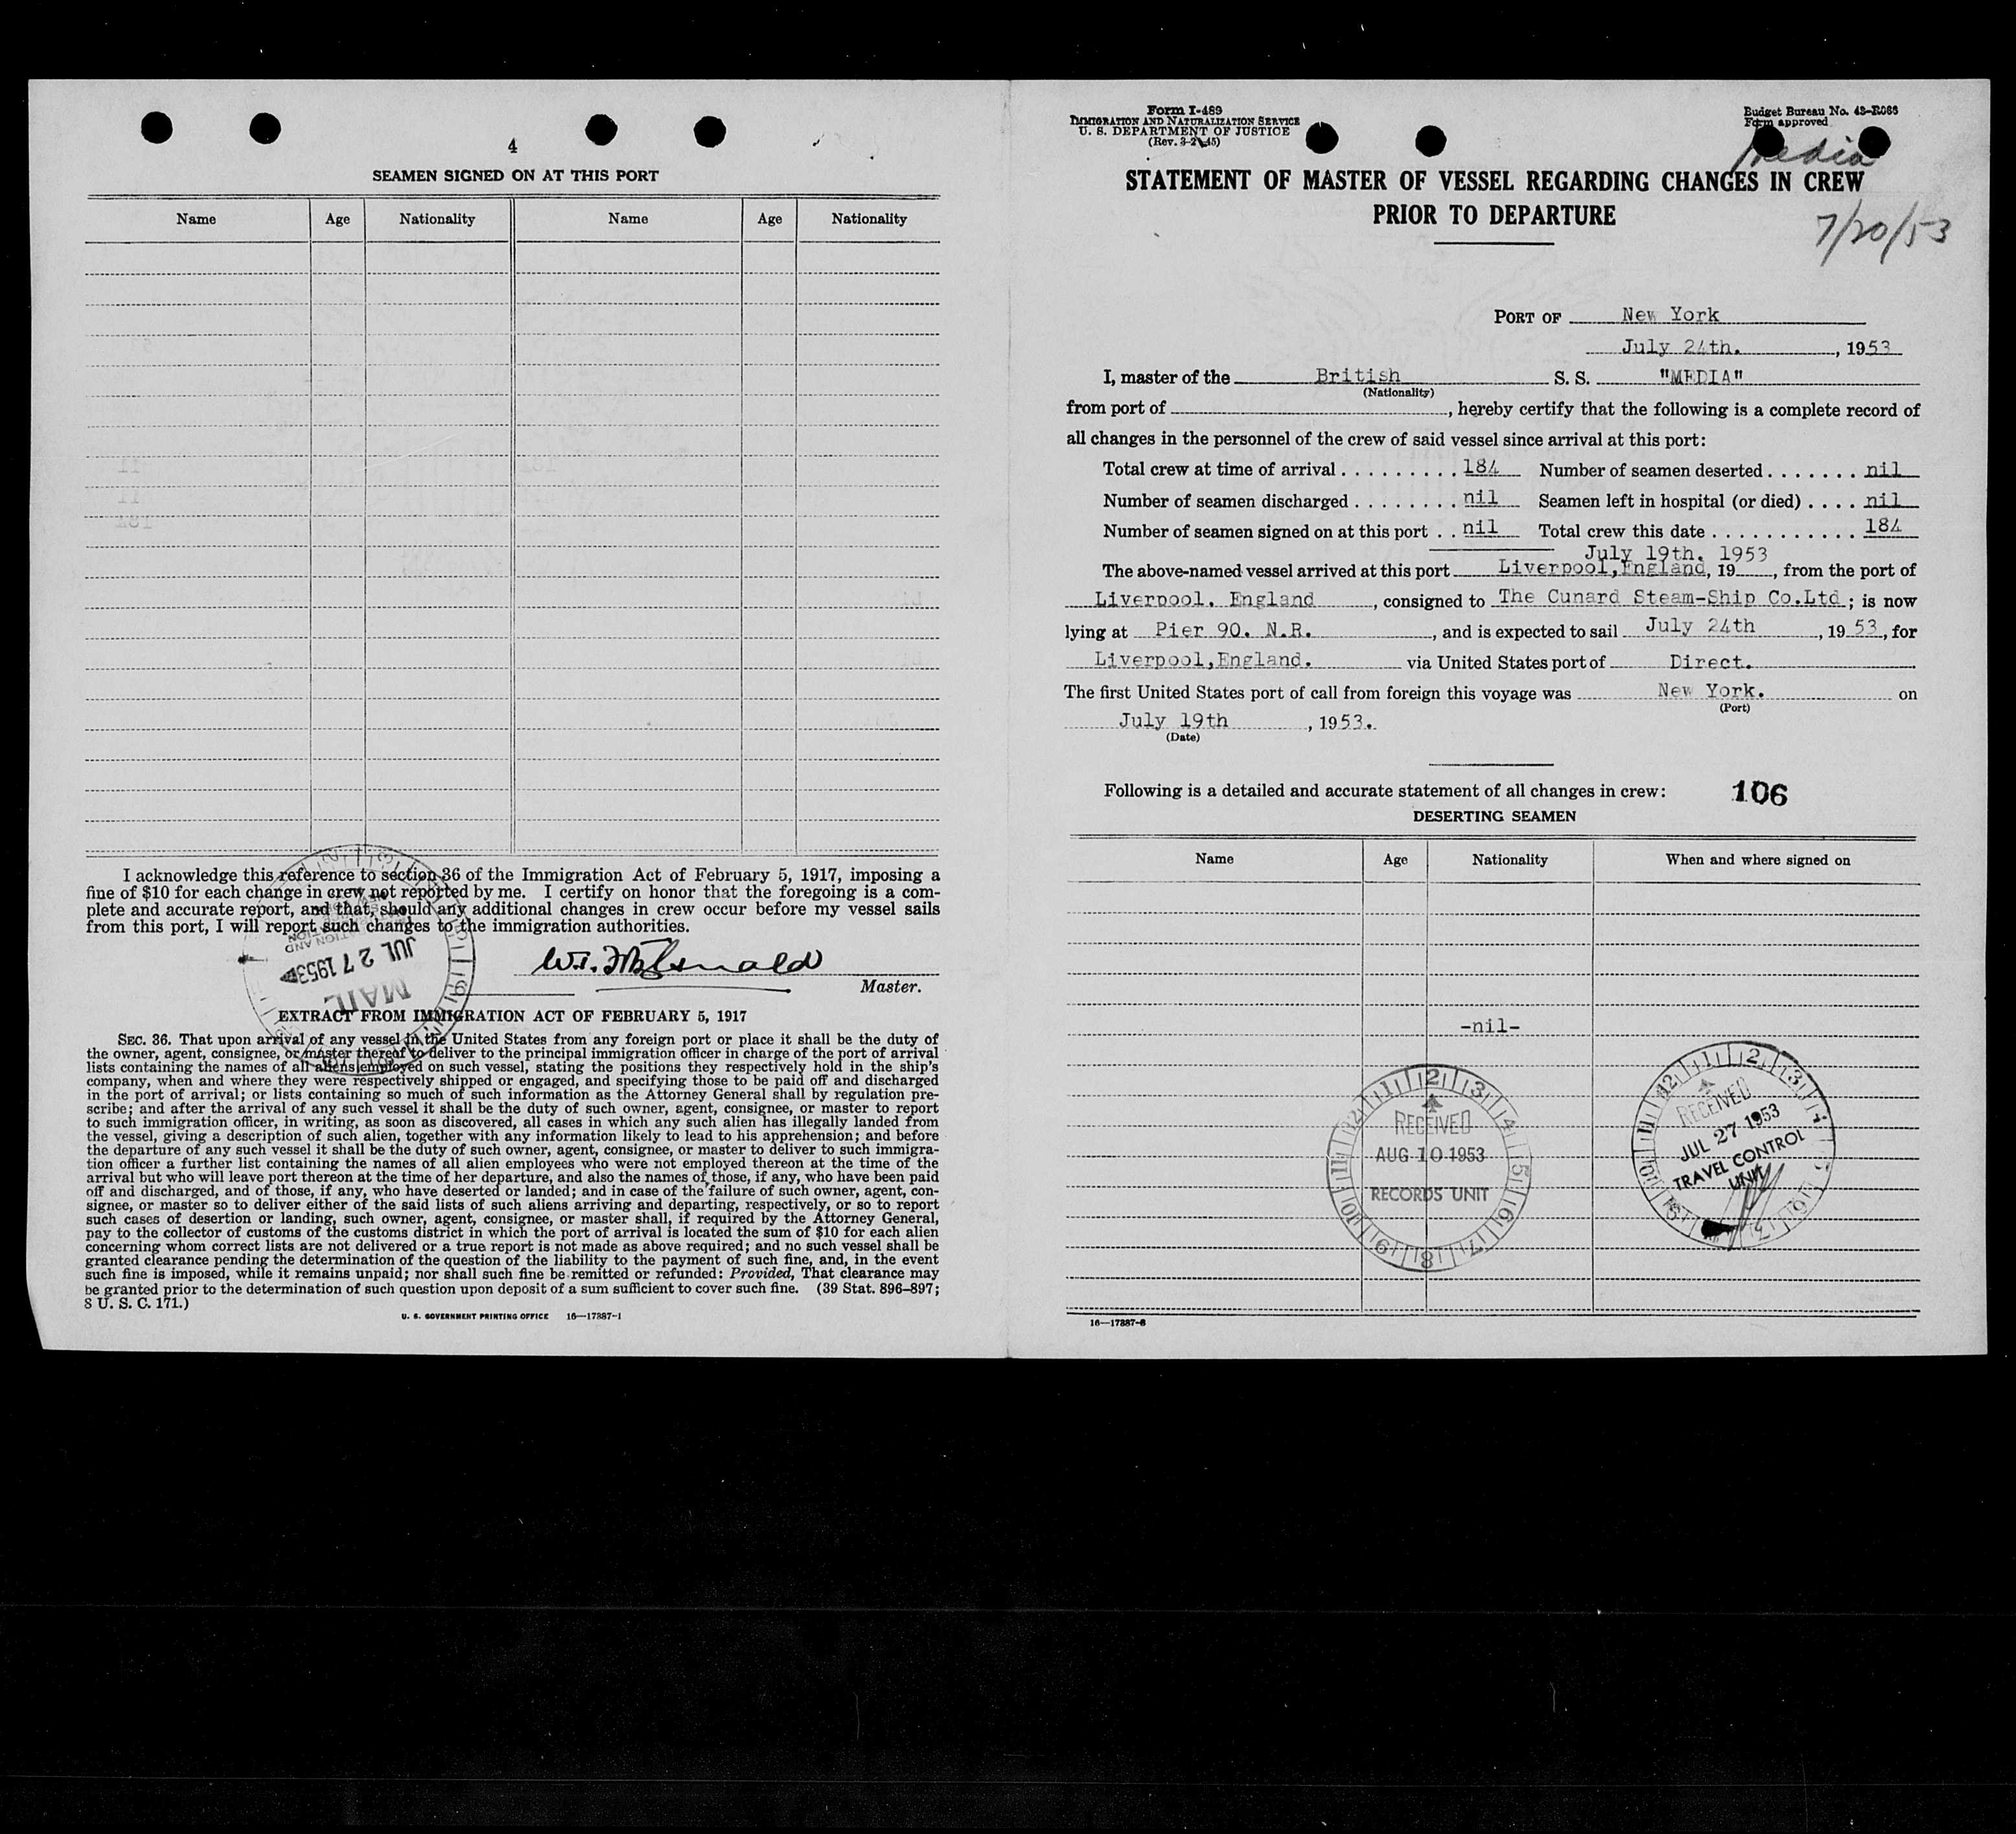 4
SEAMEN SIGNED ON AT THIS PORT
Name Age Nationality Name Age Nationality
I acknowledge this reference to section 36 of the Immigration Act of February 5, 1917, imposing a
fine of $10 for each change in crew not reported by me. I certify on honor that the foregoing is a com-
plete and accurate report, and that, should any additional changes in crew occur before my vessel sails
from this port, I will report such changes to the immigration authorities.
JUL 27 1953
MAIL
Master.
EXTRACT FROM IMMIGRATION ACT OF FEBRUARY 5, 1917
SEC. 36. That upon arrival of any vessel in the United States from any foreign port or place it shall be the duty of
the owner, agent, consignee, or master thereof to deliver to the principal immigration officer in charge of the port of arrival
lists containing the names of all aliens employed on such vessel, stating the positions they respectively hold in the ship's
company, when and where they were respectively shipped or engaged, and specifying those to be paid off and discharged
in the port of arrival; or lists containing so much of such information as the Attorney General shall by regulation pre-
scribe; and after the arrival of any such vessel it shall be the duty of such owner, agent, consignee, or master to report
to such immigration officer, in writing, as soon as discovered, all cases in which any such alien has illegally landed from
the vessel, giving a description of such alien, together with any information likely to lead to his apprehension; and before
the departure of any such vessel it shall be the duty of such owner, agent, consignee, or master to deliver to such immigra-
tion officer a further list containing the names of all alien employees who were not employed thereon at the time of the
arrival but who will leave port thereon at the time of her departure, and also the names of those, if any, who have been paid
off and discharged, and of those, if any, who have deserted or landed; and in case of the failure of such owner, agent, con-
signee, or master so to deliver either of the said lists of such aliens arriving and departing, respectively, or so to report
such cases of desertion or landing, such owner, agent, consignee, or master shall, if required by the Attorney General,
pay to the collector of customs of the customs district in which the port of arrival is located the sum of $10 for each alien
concerning whom correct lists are not delivered or a true report is not made as above required; and no such vessel shall be
granted clearance pending the determination of the question of the liability to the payment of such fine, and, in the event
such fine is imposed, while it remains unpaid; nor shall such fine be remitted or refunded: Provided, That clearance may
be granted prior to the determination of such question upon deposit of a sum sufficient to cover such fine. (39 Stat. 896–897;
8 U. S. C. 171.)
U. S. GOVERNMENT PRINTING OFFICE 16—17887-1
Form I-489
IMMIGRATION AND NATURALIZATION SERVICE
U. S. DEPARTMENT OF JUSTICE
(Rev. 3-2-45)
Budget Bureau No. 43-R066
Form approved
Media
STATEMENT OF MASTER OF VESSEL REGARDING CHANGES IN CREW
PRIOR TO DEPARTURE
7/20/53
PORT OF New York
July 24th. , 1953
I, master of the British S. S. "MEDIA"
(Nationality)
from port of , hereby certify that the following is a complete record of
all changes in the personnel of the crew of said vessel since arrival at this port:
Total crew at time of arrival . . . . . . . . . 184 Number of seamen deserted . . . . . . . nil
Number of seamen discharged . . . . . . . . nil Seamen left in hospital (or died) . . . . nil
Number of seamen signed on at this port . . nil Total crew this date . . . . . . . . . . . 184
July 19th. 1953
The above-named vessel arrived at this port Liverpool,England, 19 , from the port of
Liverpool. England , consigned to The Cunard Steam-Ship Co.Ltd ; is now
lying at Pier 90. N.R. , and is expected to sail July 24th , 19 53 , for
Liverpool,England. via United States port of Direct.
The first United States port of call from foreign this voyage was New York. on
(Port)
July 19th , 1953.
(Date)
Following is a detailed and accurate statement of all changes in crew: 106
DESERTING SEAMEN
Name Age Nationality When and where signed on
-nil-
RECEIVED
AUG 10 1953
RECORDS UNIT
RECEIVED
JUL 27 1953
TRAVEL CONTROL
UNIT
16—17887-8